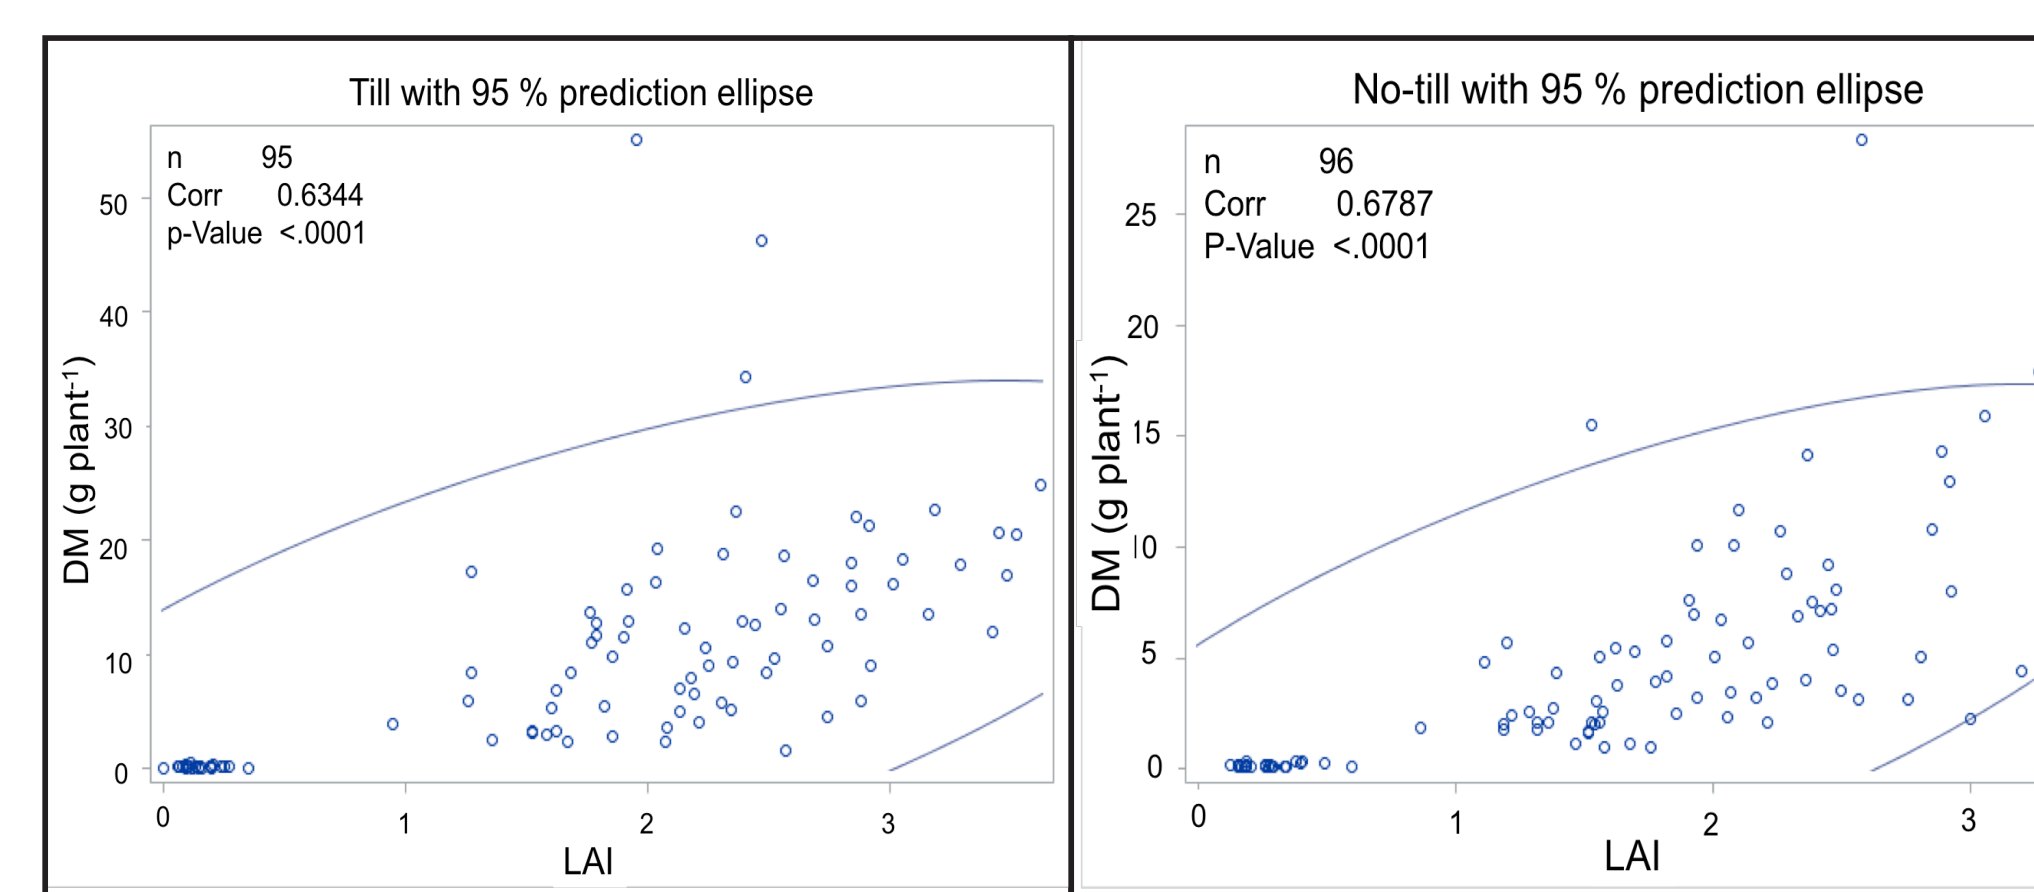 Till with 95 % prediction ellipse
n 95
Corr 0.6344
p-Value <.0001
50
40
30
20
10
0
DM (g plant-1)
0 1 2 3
LAI
No-till with 95 % prediction ellipse
n 96
Corr 0.6787
P-Value <.0001
25
20
15
10
5
0
DM (g plant-1)
0 1 2 3
LAI